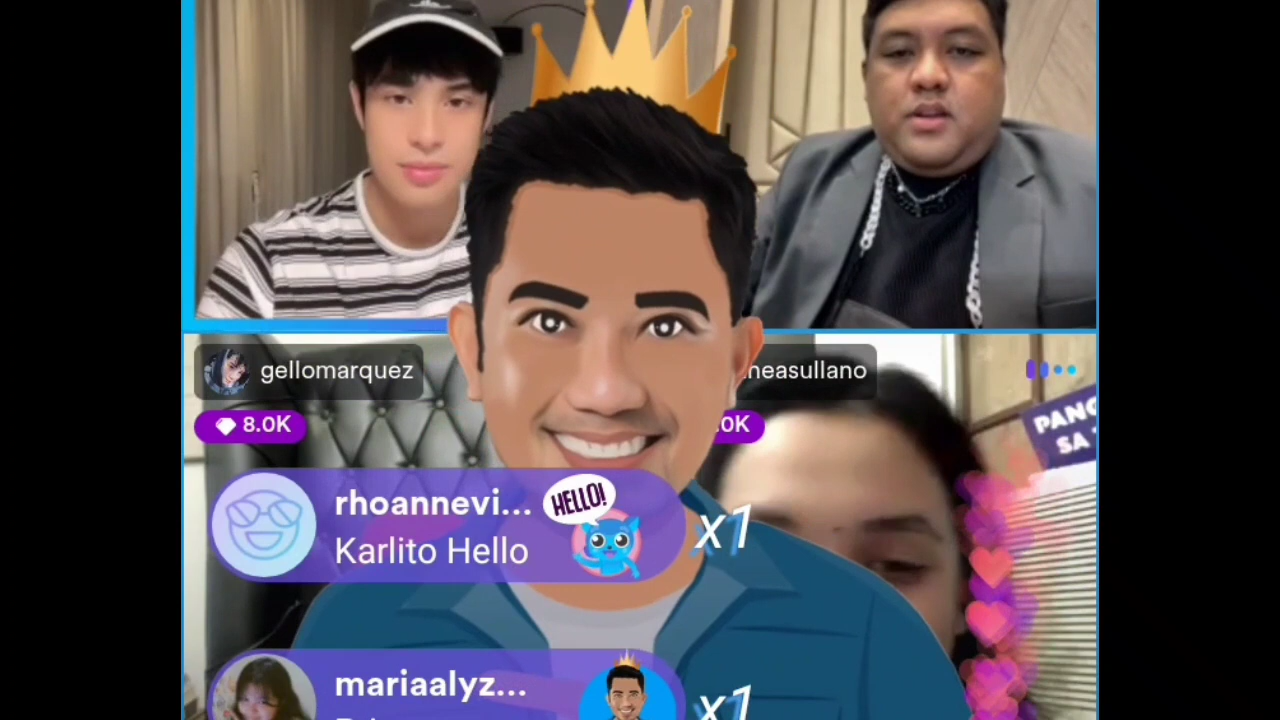 gellomarquez
neasullano
8.0K
.0K
PANG
SA
rhoannevi...
HELLO!
Karlito Hello
x1
mariaalyz...
x1